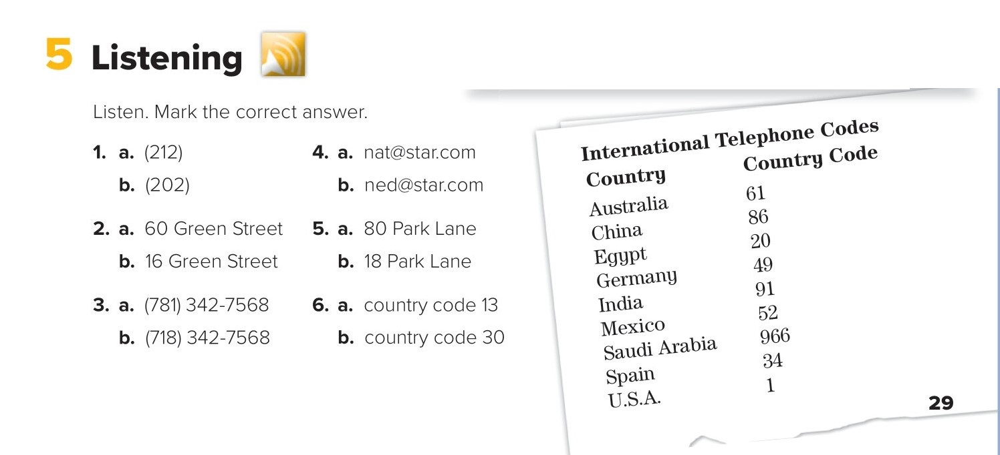 5 Listening
Listen. Mark the correct answer.
1. a. (212)
b. (202)
2. a. 60 Green Street
b. 16 Green Street
3. a. (781) 342-7568
b. (718) 342-7568
4. a. nat@star.com
b. ned@star.com
5. a. 80 Park Lane
b. 18 Park Lane
6. a. country code 13
b. country code 30
International Telephone Codes
Country Country Code
Australia 61
China 86
Egypt 20
Germany 49
India 91
Mexico 52
Saudi Arabia 966
Spain 34
U.S.A. 1
29